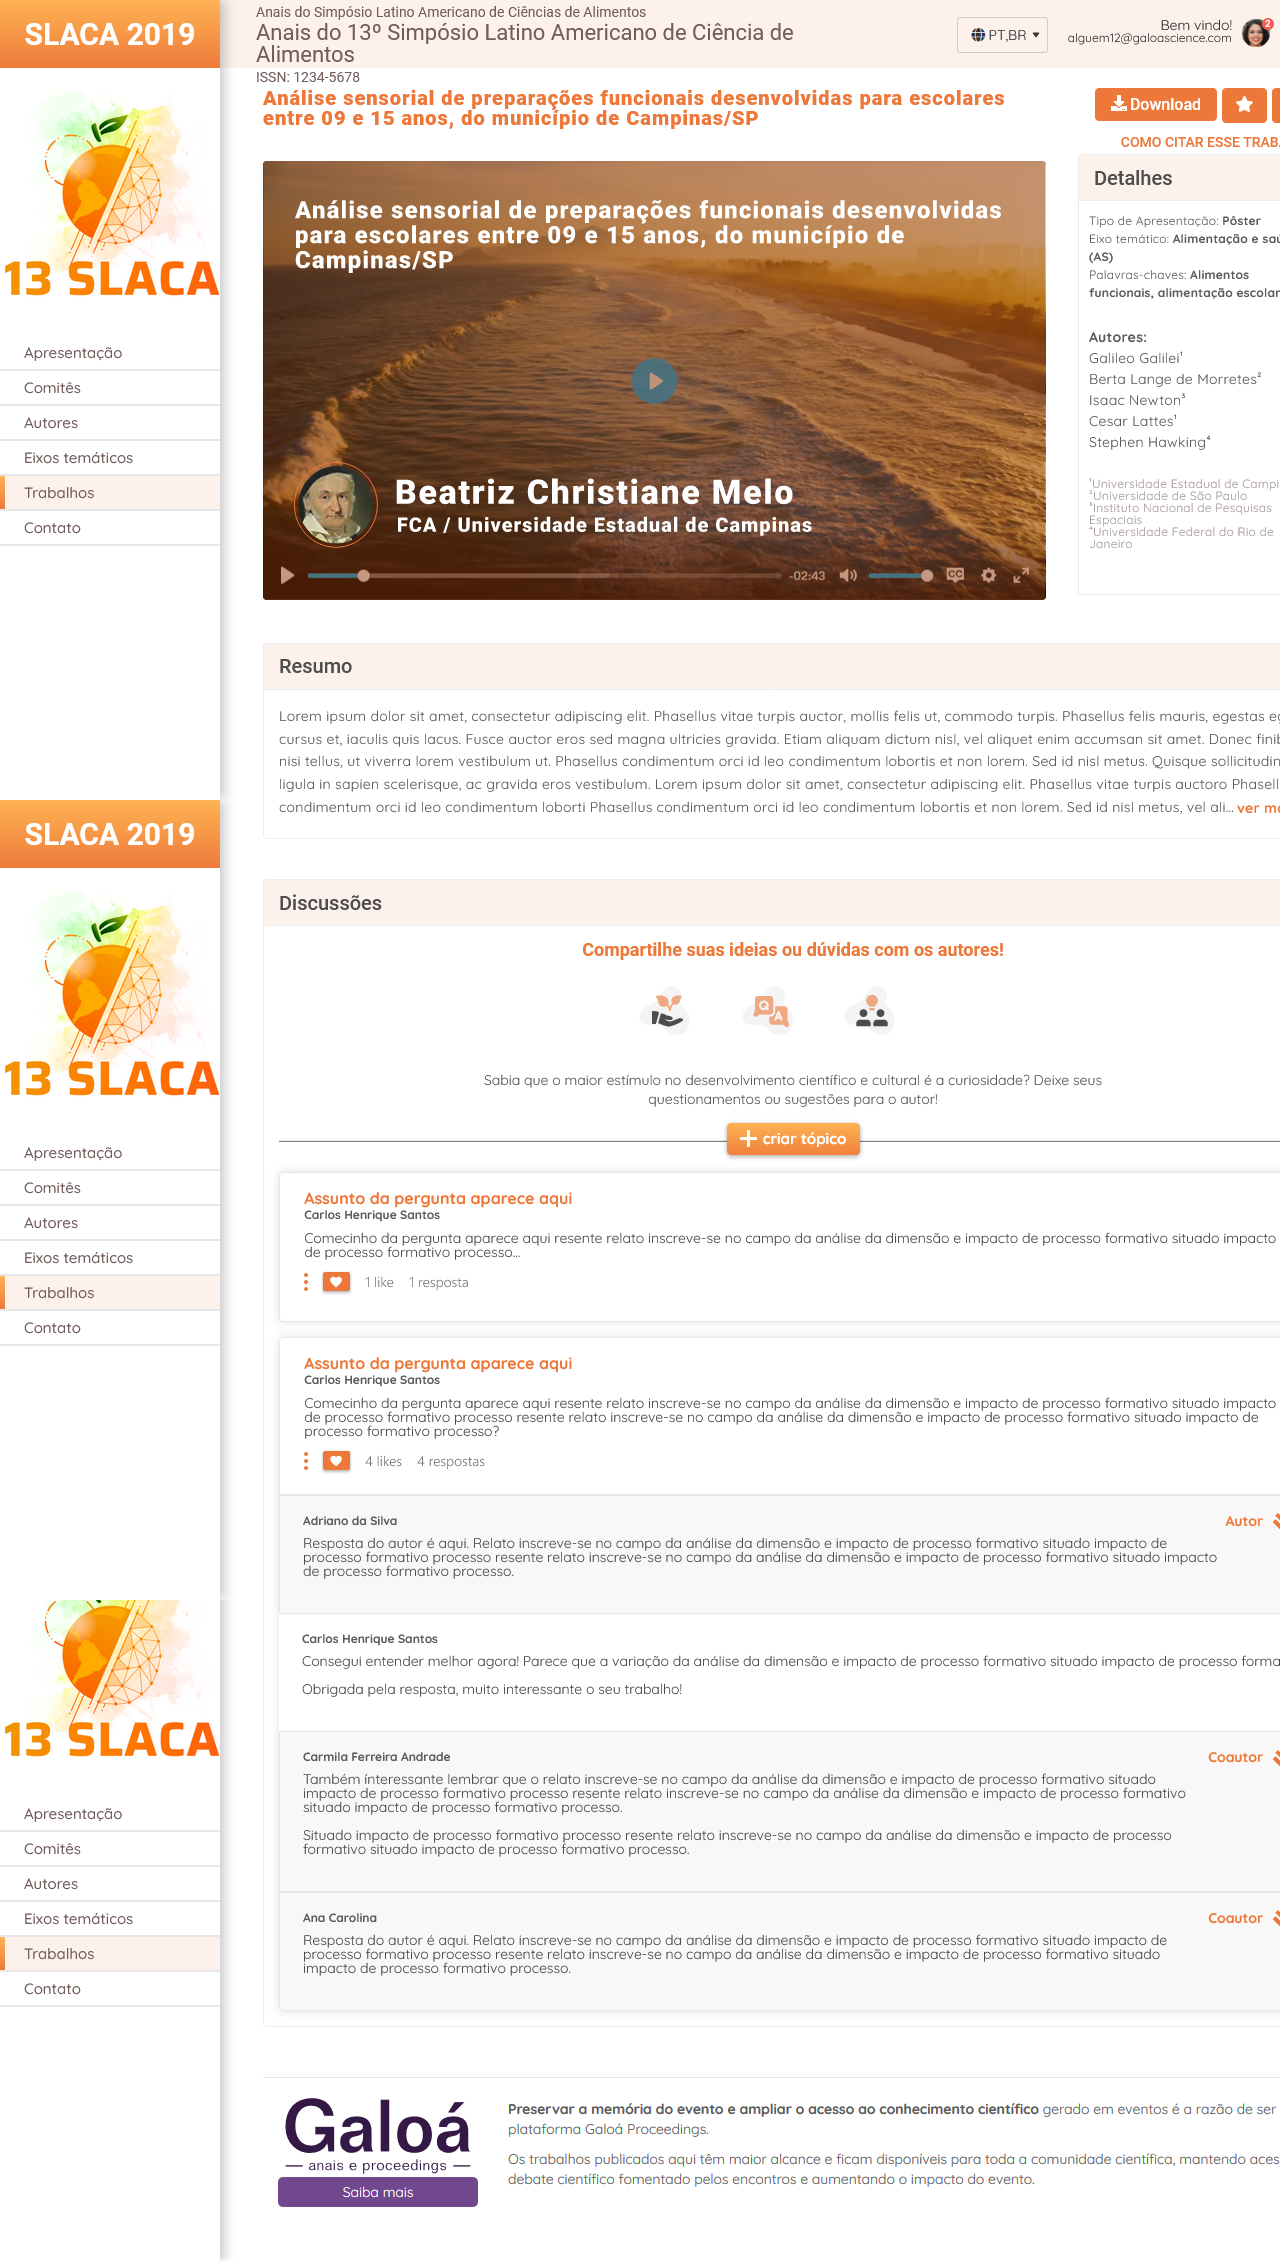 SLACA 2019
13 SLACA
Apresentação
Comitês
Autores
Eixos temáticos
Trabalhos
Contato
Anais do Simpósio Latino Americano de Ciências de Alimentos
Anais do 13º Simpósio Latino Americano de Ciência de
Alimentos
ISSN: 1234-5678
PT,BR
Bem vindo!
alguem12@galoascience.com
2
Análise sensorial de preparações funcionais desenvolvidas para escolares
entre 09 e 15 anos, do município de Campinas/SP
Download
COMO CITAR ESSE TRAB
Análise sensorial de preparações funcionais desenvolvidas
para escolares entre 09 e 15 anos, do município de
Campinas/SP
Beatriz Christiane Melo
FCA / Universidade Estadual de Campinas
-02:43
CC
Detalhes
Tipo de Apresentação: Pôster
Eixo temático: Alimentação e saú
(AS)
Palavras-chaves: Alimentos
funcionais, alimentação escolar
Autores:
Galileo Galilei¹
Berta Lange de Morretes²
Isaac Newton³
Cesar Lattes¹
Stephen Hawking⁴
¹Universidade Estadual de Campi
²Universidade de São Paulo
³Instituto Nacional de Pesquisas
Espaciais
⁴Universidade Federal do Rio de
Janeiro
Resumo
Lorem ipsum dolor sit amet, consectetur adipiscing elit. Phasellus vitae turpis auctor, mollis felis ut, commodo turpis. Phasellus felis mauris, egestas eg
cursus et, iaculis quis lacus. Fusce auctor eros sed magna ultricies gravida. Etiam aliquam dictum nisl, vel aliquet enim accumsan sit amet. Donec finib
nisi tellus, ut viverra lorem vestibulum ut. Phasellus condimentum orci id leo condimentum lobortis et non lorem. Sed id nisl metus. Quisque sollicitudin
ligula in sapien scelerisque, ac gravida eros vestibulum. Lorem ipsum dolor sit amet, consectetur adipiscing elit. Phasellus vitae turpis auctoro Phasell
condimentum orci id leo condimentum loborti Phasellus condimentum orci id leo condimentum lobortis et non lorem. Sed id nisl metus, vel ali... ver ma
SLACA 2019
13 SLACA
Apresentação
Comitês
Autores
Eixos temáticos
Trabalhos
Contato
Discussões
Compartilhe suas ideias ou dúvidas com os autores!
Q A
Sabia que o maior estímulo no desenvolvimento científico e cultural é a curiosidade? Deixe seus
questionamentos ou sugestões para o autor!
criar tópico
Assunto da pergunta aparece aqui
Carlos Henrique Santos
Comecinho da pergunta aparece aqui resente relato inscreve-se no campo da análise da dimensão e impacto de processo formativo situado impacto
de processo formativo processo...
1 like 1 resposta
Assunto da pergunta aparece aqui
Carlos Henrique Santos
Comecinho da pergunta aparece aqui resente relato inscreve-se no campo da análise da dimensão e impacto de processo formativo situado impacto
de processo formativo processo resente relato inscreve-se no campo da análise da dimensão e impacto de processo formativo situado impacto de
processo formativo processo?
4 likes 4 respostas
Adriano da Silva
Autor
Resposta do autor é aqui. Relato inscreve-se no campo da análise da dimensão e impacto de processo formativo situado impacto de
processo formativo processo resente relato inscreve-se no campo da análise da dimensão e impacto de processo formativo situado impacto
de processo formativo processo.
Carlos Henrique Santos
Consegui entender melhor agora! Parece que a variação da análise da dimensão e impacto de processo formativo situado impacto de processo forma
Obrigada pela resposta, muito interessante o seu trabalho!
Carmila Ferreira Andrade
Coautor
Também ínteressante lembrar que o relato inscreve-se no campo da análise da dimensão e impacto de processo formativo situado
impacto de processo formativo processo resente relato inscreve-se no campo da análise da dimensão e impacto de processo formativo
situado impacto de processo formativo processo.
Situado impacto de processo formativo processo resente relato inscreve-se no campo da análise da dimensão e impacto de processo
formativo situado impacto de processo formativo processo.
Ana Carolina
Coautor
Resposta do autor é aqui. Relato inscreve-se no campo da análise da dimensão e impacto de processo formativo situado impacto de
processo formativo processo resente relato inscreve-se no campo da análise da dimensão e impacto de processo formativo situado
impacto de processo formativo processo.
13 SLACA
Apresentação
Comitês
Autores
Eixos temáticos
Trabalhos
Contato
Galoá
anais e proceedings
Saiba mais
Preservar a memória do evento e ampliar o acesso ao conhecimento científico gerado em eventos é a razão de ser
plataforma Galoá Proceedings.
Os trabalhos publicados aqui têm maior alcance e ficam disponíveis para toda a comunidade científica, mantendo aces
debate científico fomentado pelos encontros e aumentando o impacto do evento.